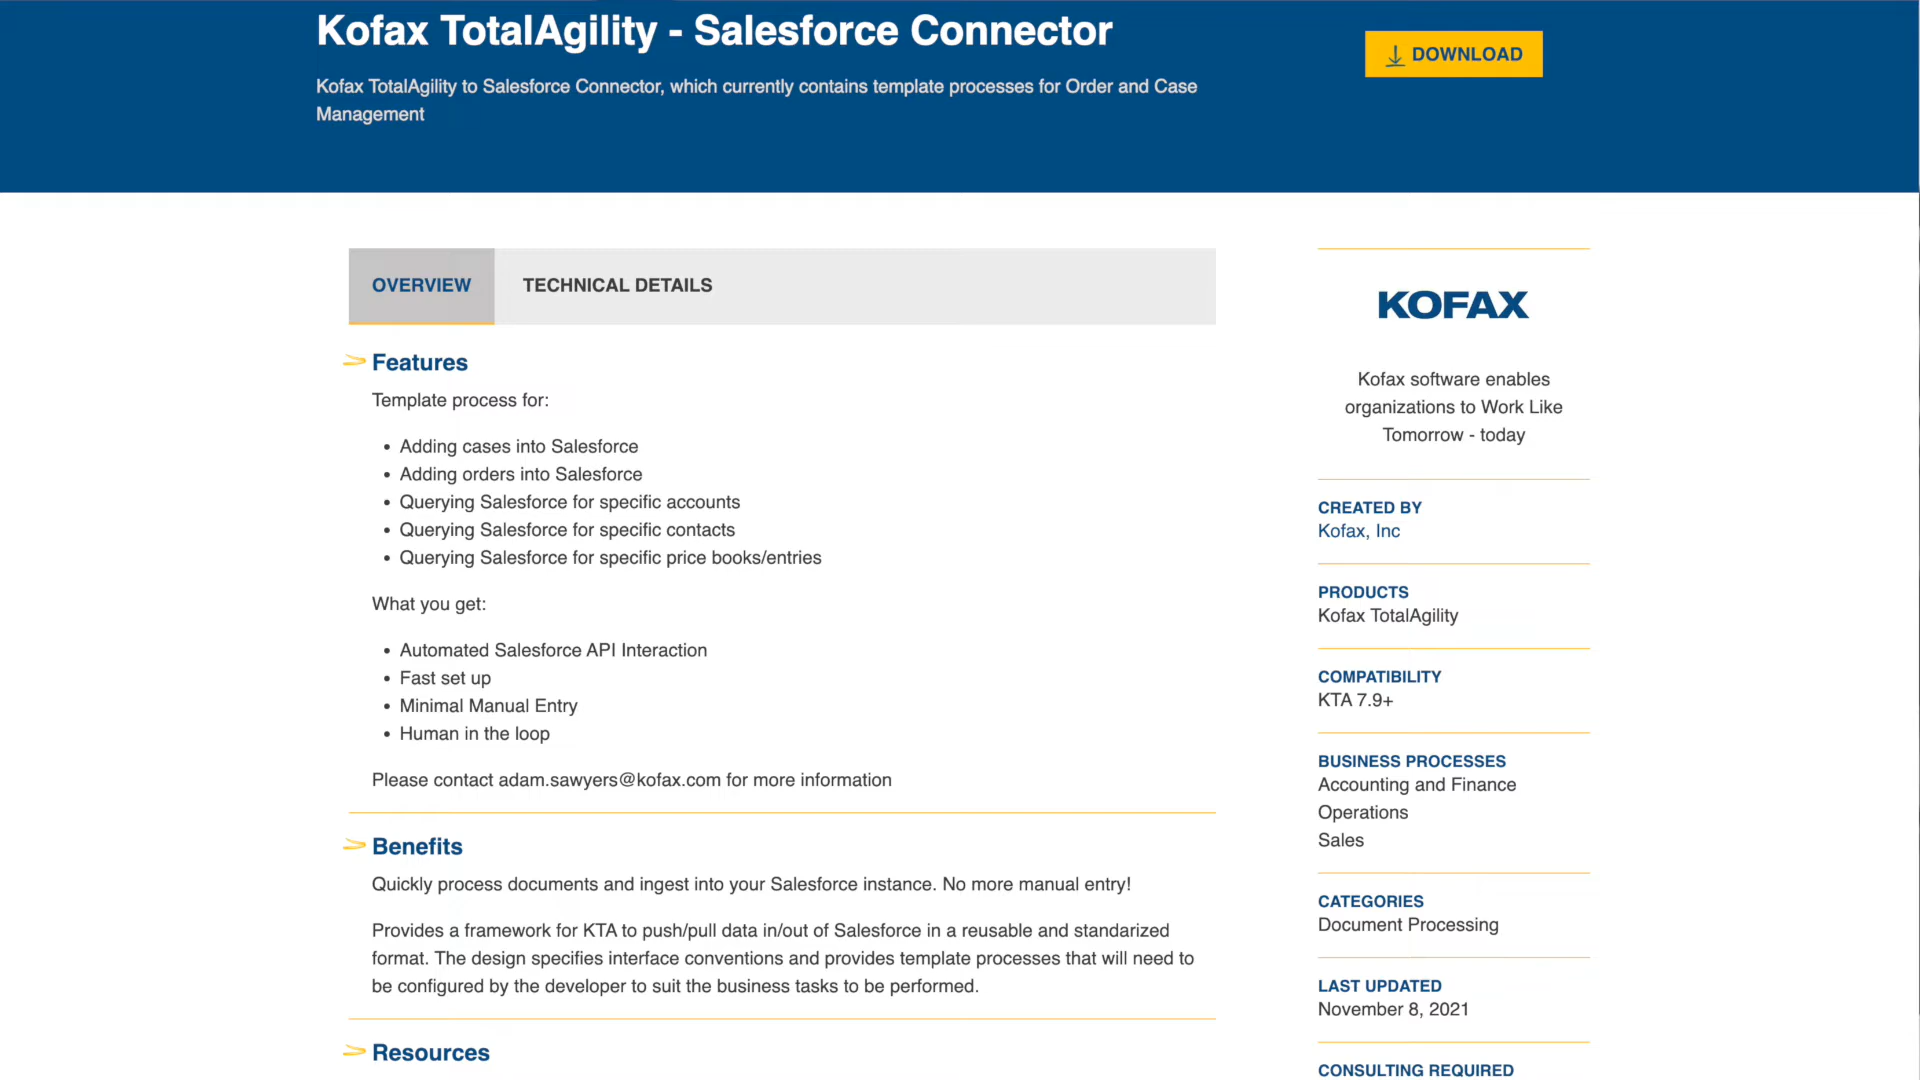 Kofax TotalAgility - Salesforce Connector
Kofax TotalAgility to Salesforce Connector, which currently contains template processes for Order and Case
Management
DOWNLOAD
OVERVIEW
TECHNICAL DETAILS
Features
Template process for:
• Adding cases into Salesforce
• Adding orders into Salesforce
• Querying Salesforce for specific accounts
• Querying Salesforce for specific contacts
• Querying Salesforce for specific price books/entries
What you get:
• Automated Salesforce API Interaction
• Fast set up
• Minimal Manual Entry
• Human in the loop
Please contact adam.sawyers@kofax.com for more information
Benefits
Quickly process documents and ingest into your Salesforce instance. No more manual entry!
Provides a framework for KTA to push/pull data in/out of Salesforce in a reusable and standarized
format. The design specifies interface conventions and provides template processes that will need to
be configured by the developer to suit the business tasks to be performed.
Resources
KOFAX
Kofax software enables
organizations to Work Like
Tomorrow - today
CREATED BY
Kofax, Inc
PRODUCTS
Kofax TotalAgility
COMPATIBILITY
KTA 7.9+
BUSINESS PROCESSES
Accounting and Finance
Operations
Sales
CATEGORIES
Document Processing
LAST UPDATED
November 8, 2021
CONSULTING REQUIRED